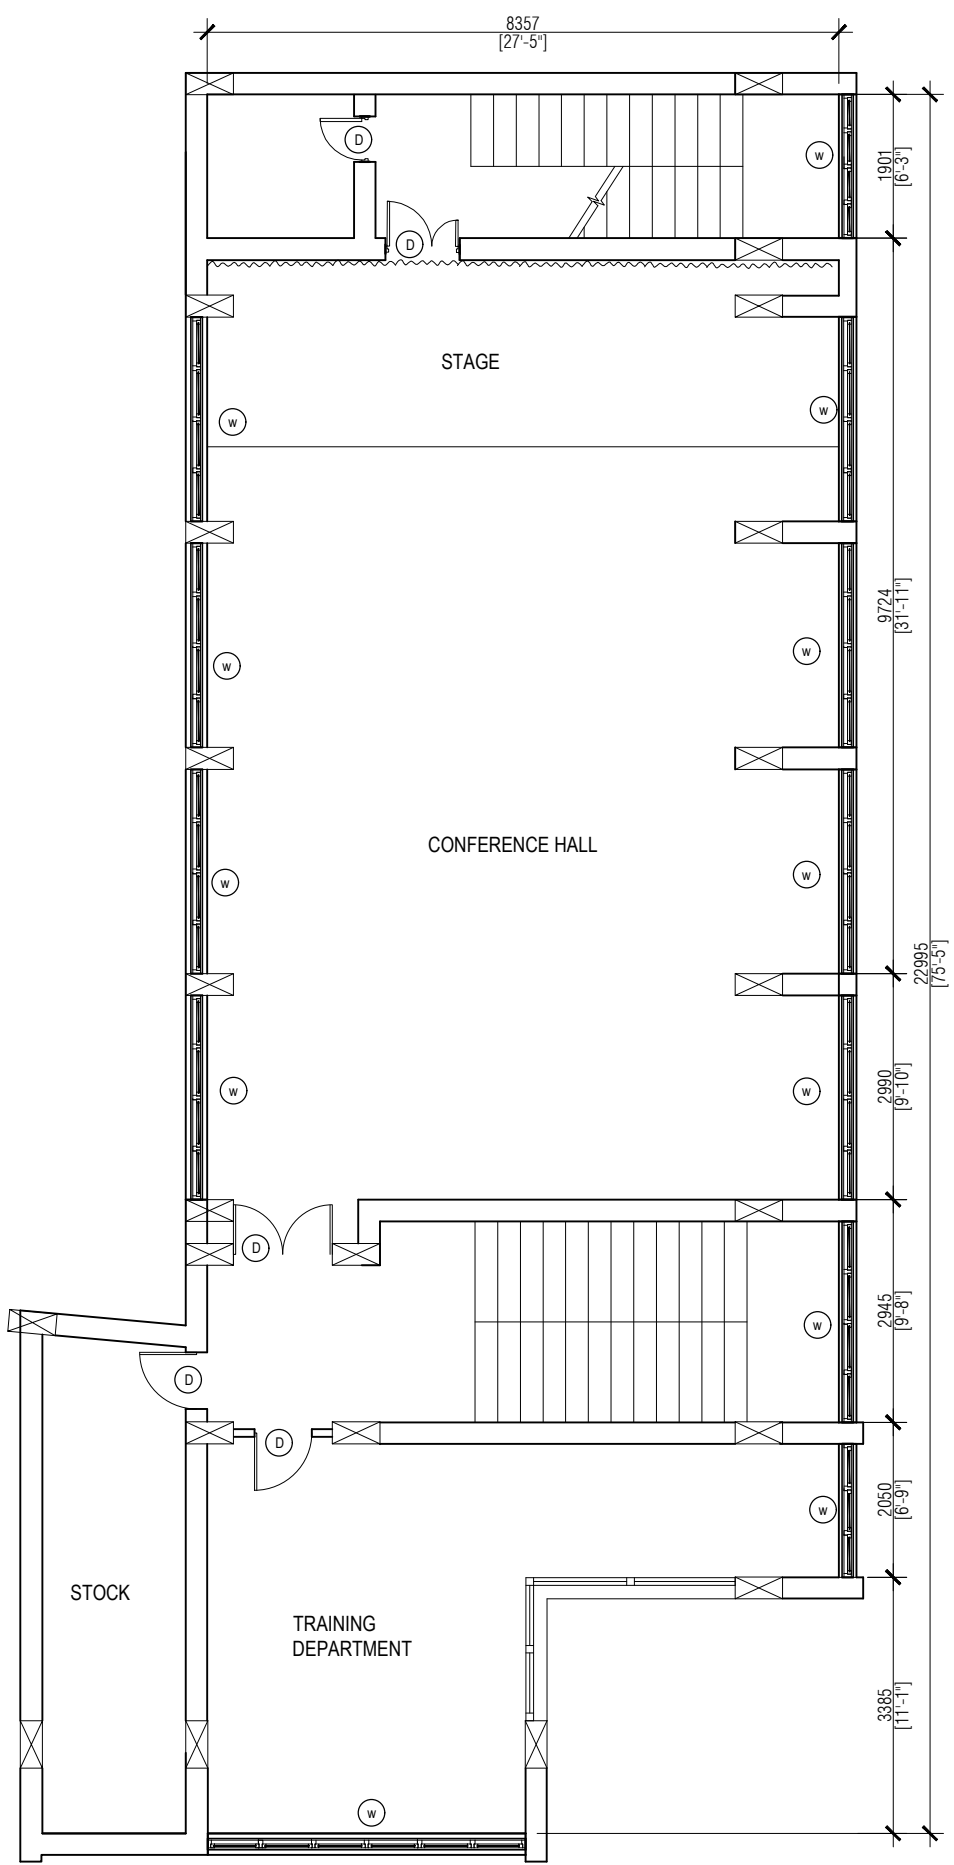 8357
[27'-5"]
D
W
1901
[6'-3"]
D
STAGE
W
W
9724
[31'-11"]
W
W
CONFERENCE HALL
W
W
22995
[75'-5"]
W
W
2990
[9'-10"]
D
W
2945
[9'-8"]
D
D
W
2050
[6'-9"]
STOCK
TRAINING
DEPARTMENT
3385
[11'-1"]
W